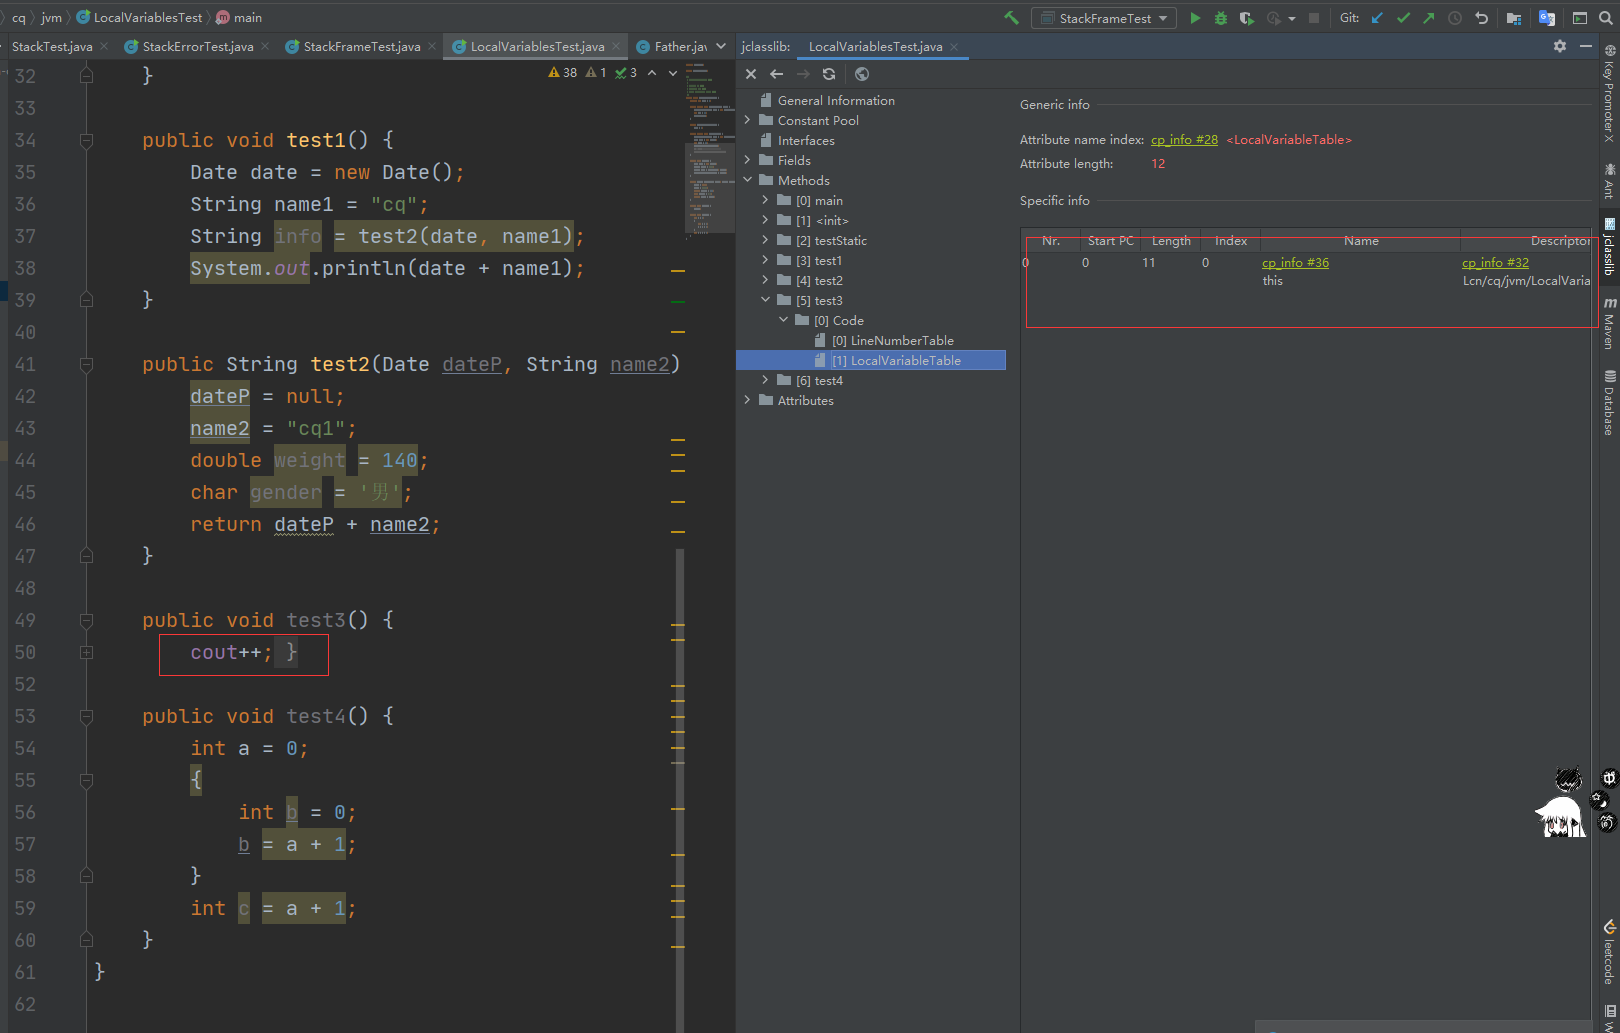 cq jvm LocalVariablesTest main StackFrameTest Git:
StackTest.java StackErrorTest.java StackFrameTest.java LocalVariablesTest.java Father.jav
38 1 3
32 }
33
34 public void test1() {
35 Date date = new Date();
36 String name1 = "cq";
37 String info = test2(date, name1);
38 System.out.println(date + name1);
39 }
40
41 public String test2(Date dateP, String name2)
42 dateP = null;
43 name2 = "cq1";
44 double weight = 140;
45 char gender = '男';
46 return dateP + name2;
47 }
48
49 public void test3() {
50 cout++; }
52
53 public void test4() {
54 int a = 0;
55 {
56 int b = 0;
57 b = a + 1;
58 }
59 int c = a + 1;
60 }
61 }
62
jclasslib: LocalVariablesTest.java
General Information
Constant Pool
Interfaces
Fields
Methods
[0] main
[1] <init>
[2] testStatic
[3] test1
[4] test2
[5] test3
[0] Code
[0] LineNumberTable
[1] LocalVariableTable
[6] test4
Attributes
Generic info
Attribute name index: cp_info #28 <LocalVariableTable>
Attribute length: 12
Specific info
Nr. Start PC Length Index Name Descriptor
0 0 11 0 cp_info #36 cp_info #32
this Lcn/cq/jvm/LocalVaria
Key Promoter X
Ant
jclasslib
Maven
Database
leetcode